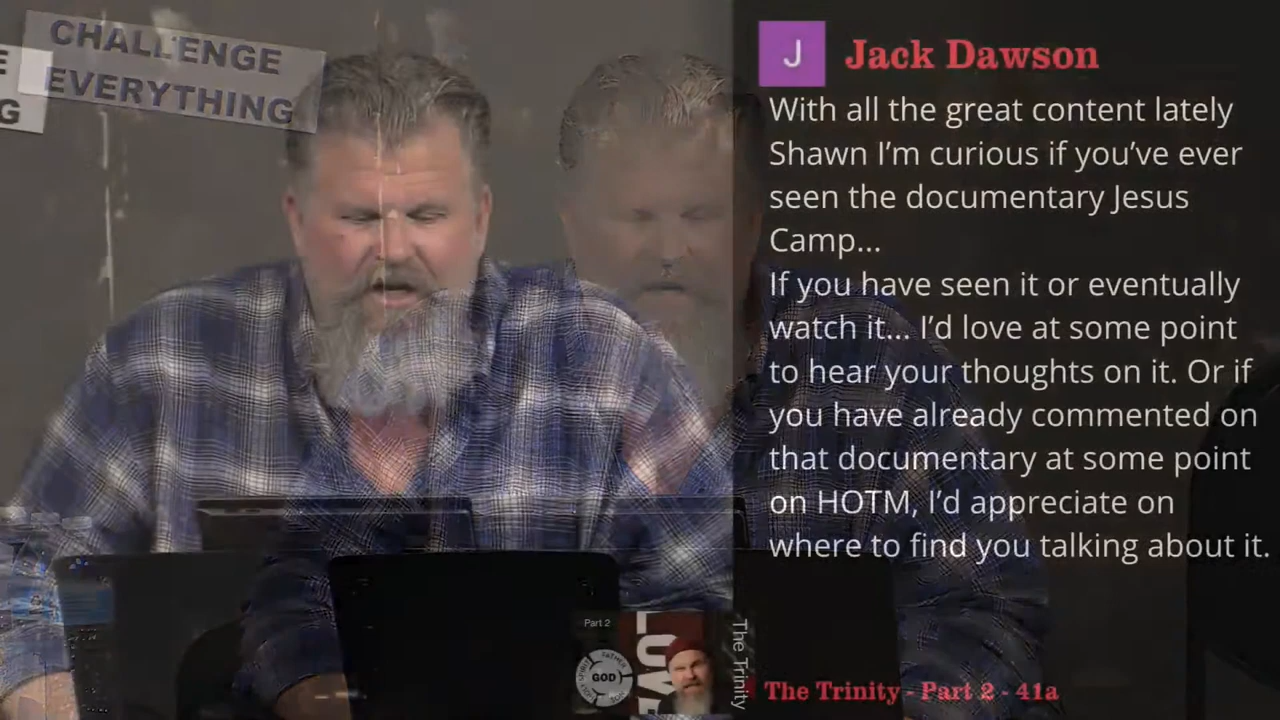 CHALLENGE
EVERYTHING
E
G
J
Jack Dawson
With all the great content lately
Shawn I’m curious if you’ve ever
seen the documentary Jesus
Camp...
If you have seen it or eventually
watch it... I’d love at some point
to hear your thoughts on it. Or if
you have already commented on
that documentary at some point
on HOTM, I’d appreciate on
where to find you talking about it.
Part 2
FATHER
GOD
SON
LOVE
The Trinity
The Trinity - Part 2 - 41a